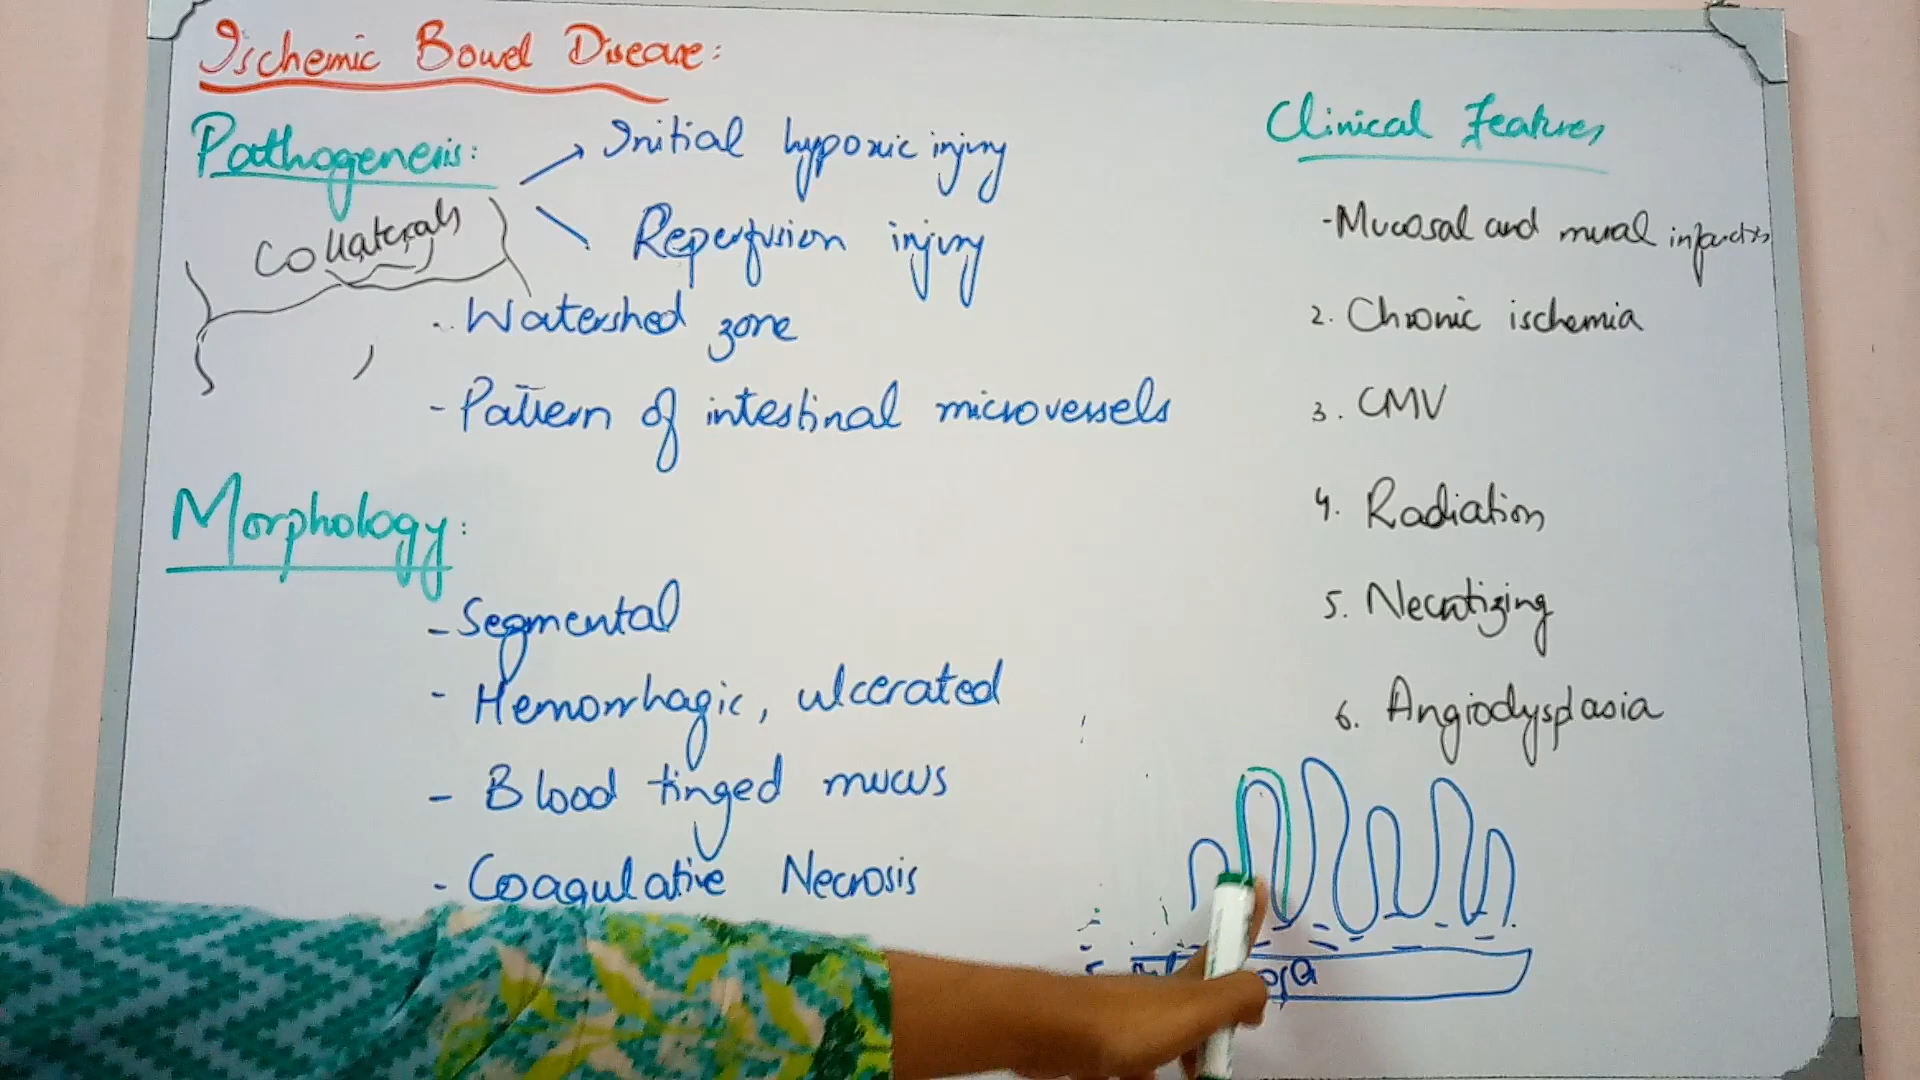 Ischemic Bowel Disease:
Pathogenesis:
Initial hypoxic injury
Reperfusion injury
Collaterals
- Watershed zone
- Pattern of intestinal microvessels
Morphology:
- Segmental
- Hemorrhagic, ulcerated
- Blood tinged mucus
- Coagulative Necrosis
Clinical Features
- Mucosal and mural infarcts
2. Chronic ischemia
3. CMV
4. Radiation
5. Necrotizing
6. Angiodysplasia